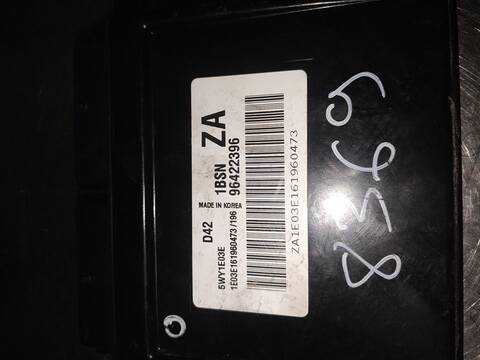 ZA
1BSN
96422396
MADE IN KOREA
D42
5WY1E03E
1E03E161960473/196
ZA1E03E161960473
8369